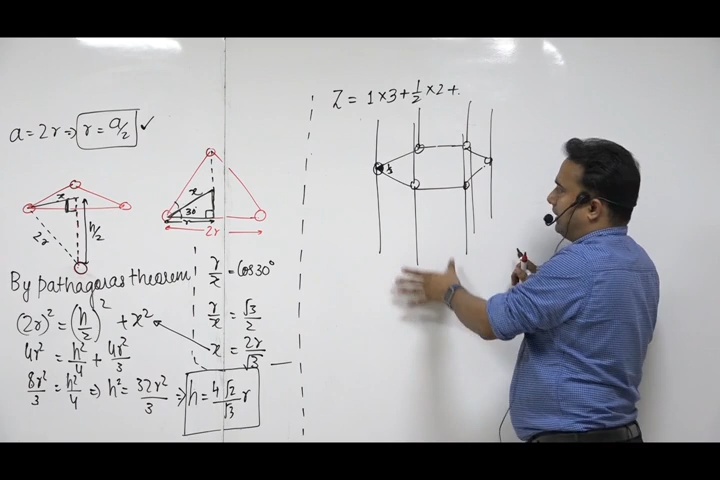 a = 2r ⇒ r = a/2 ✓
x
2r
h/2
x
30
r
2r
By pathagoras theorem
(2r)² = (h/2)² + x²
4r² = h²/4 + 4r²/3
8r²/3 = h²/4 ⇒ h² = 32r²/3 ⇒ h = 4√2/√3 r
r/x = Cos30°
r/x = √3/2
x = 2r/√3
Z = 1×3 + 1/2×2 +